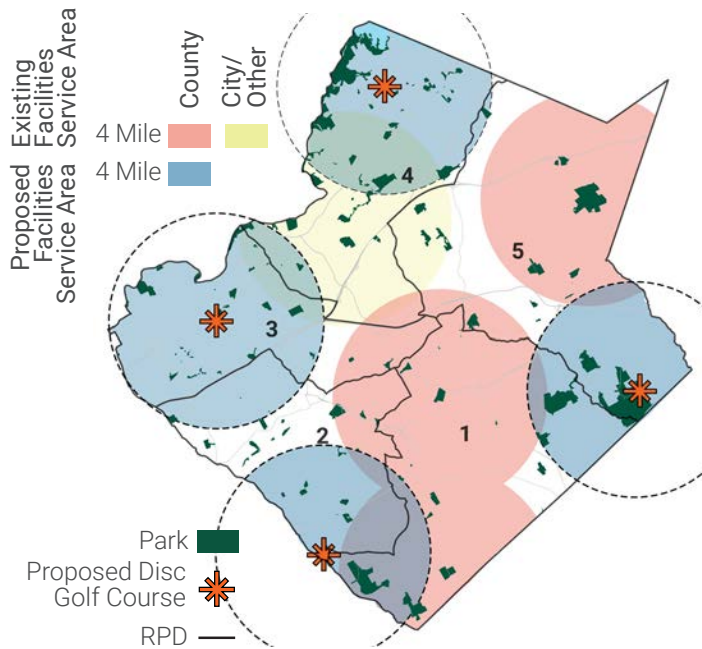 Existing
Facilities
Service Area
County
City/
Other
4 Mile
Proposed
Facilities
Service Area
4 Mile
4
5
3
2
1
Park
Proposed Disc
Golf Course
RPD